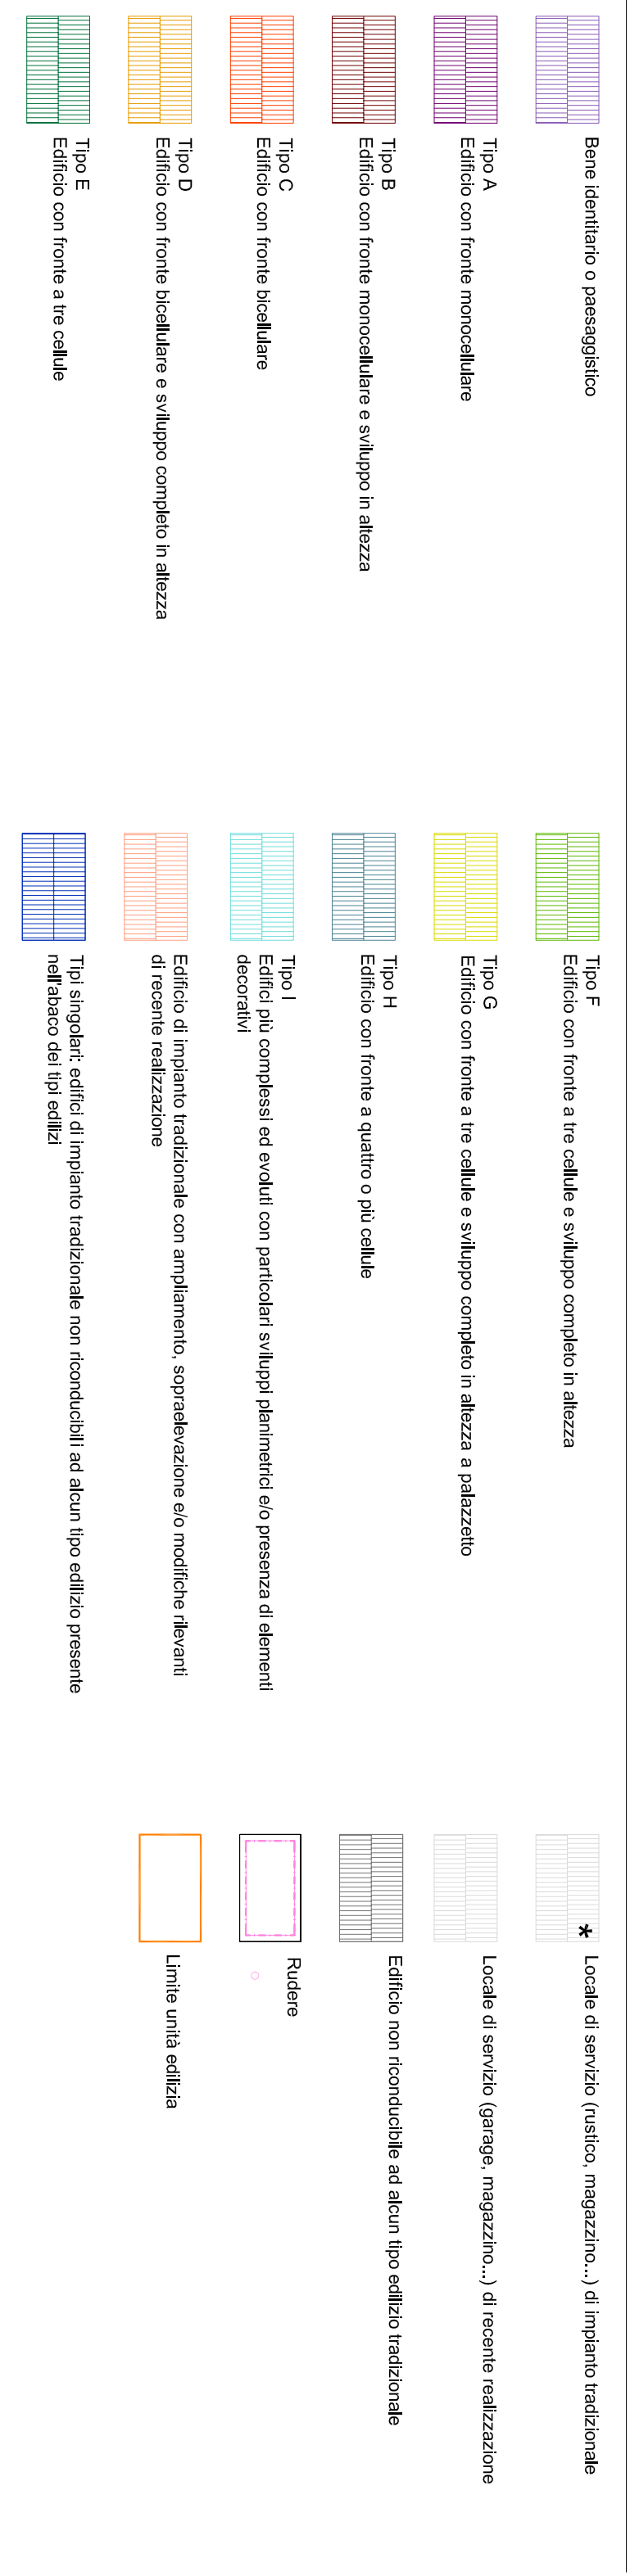 Bene identitario o paesaggistico
Tipo A
Edificio con fronte monocellulare
Tipo B
Edificio con fronte monocellulare e sviluppo in altezza
Tipo C
Edificio con fronte bicellulare
Tipo D
Edificio con fronte bicellulare e sviluppo completo in altezza
Tipo E
Edificio con fronte a tre cellule
Tipo F
Edificio con fronte a tre cellule e sviluppo completo in altezza
Tipo G
Edificio con fronte a tre cellule e sviluppo completo in altezza a palazzetto
Tipo H
Edificio con fronte a quattro o più cellule
Tipo I
Edifici più complessi ed evoluti con particolari sviluppi planimetrici e/o presenza di elementi
decorativi
Edificio di impianto tradizionale con ampliamento, sopraelevazione e/o modifiche rilevanti
di recente realizzazione
Tipi singolari: edifici di impianto tradizionale non riconducibili ad alcun tipo edilizio presente
nell'abaco dei tipi edilizi
* Locale di servizio (rustico, magazzino...) di impianto tradizionale
Locale di servizio (garage, magazzino...) di recente realizzazione
Edificio non riconducibile ad alcun tipo edilizio tradizionale
Rudere
Limite unità edilizia